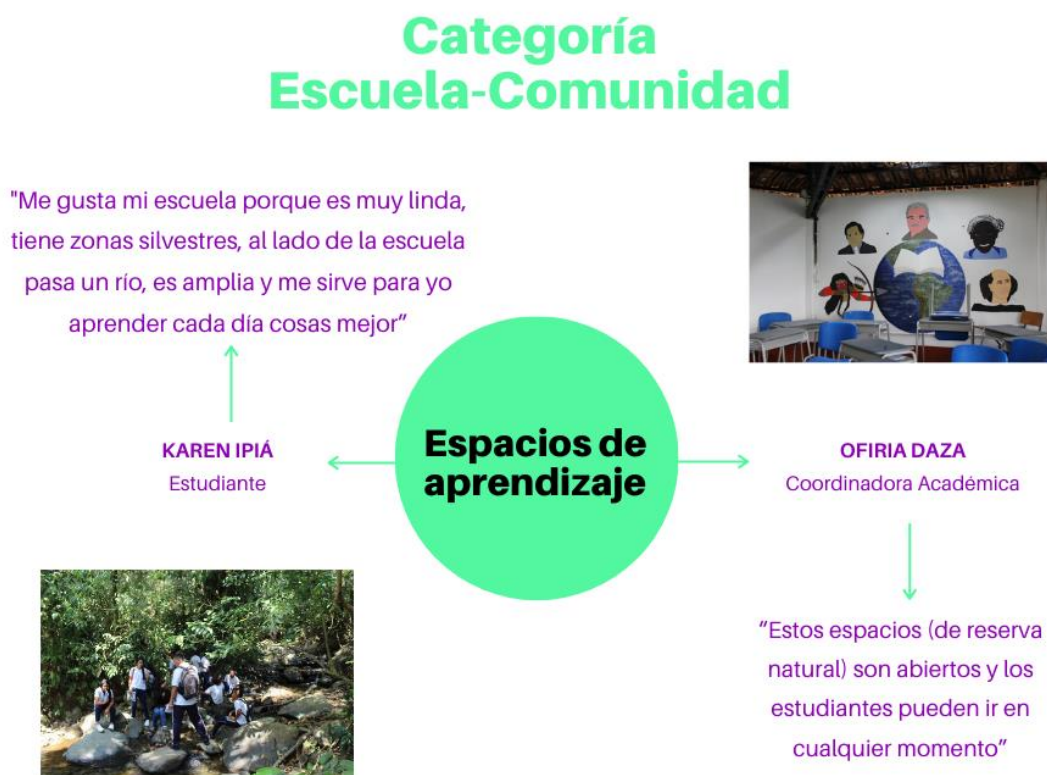 Categoría
Escuela-Comunidad
"Me gusta mi escuela porque es muy linda,
tiene zonas silvestres, al lado de la escuela
pasa un río, es amplia y me sirve para yo
aprender cada día cosas mejor”
KAREN IPIÁ
Estudiante
Espacios de
aprendizaje
OFIRIA DAZA
Coordinadora Académica
”Estos espacios (de reserva
natural) son abiertos y los
estudiantes pueden ir en
cualquier momento”